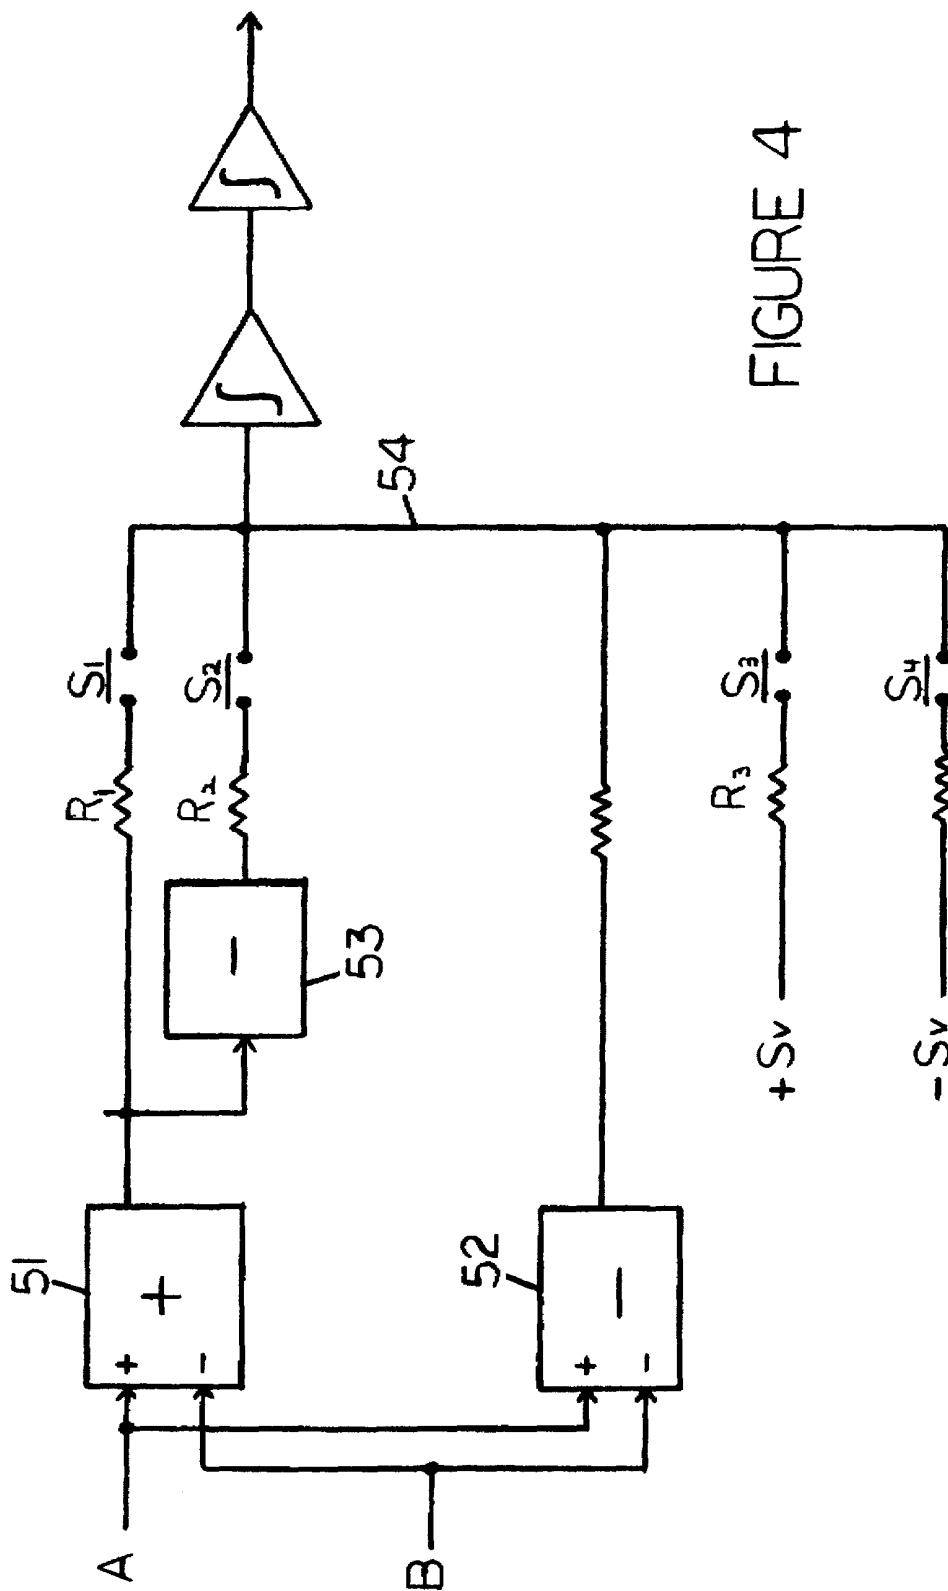 A
B
51
+
+
-
52
-
+
-
53
-
R1
R2
S1
S2
54
∫
∫
+Sv
R3
S3
-Sv
S4
FIGURE 4